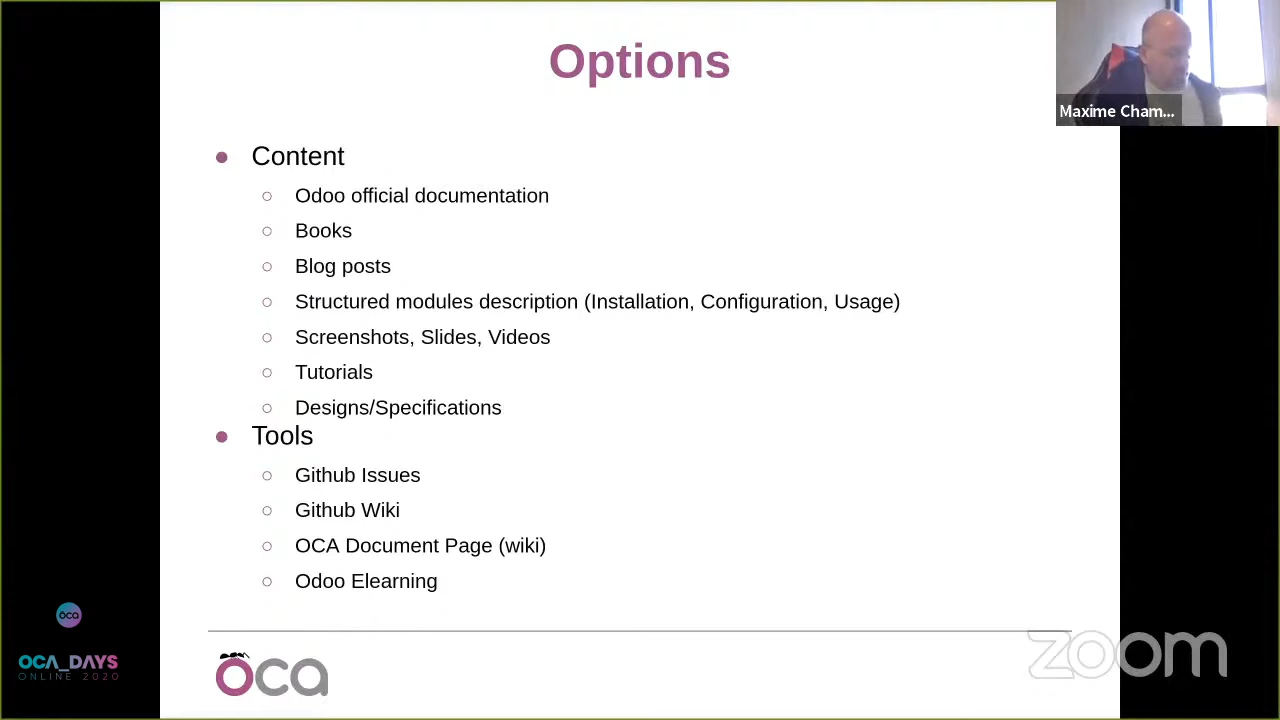 Options
Maxime Cham...
Content
Odoo official documentation
Books
Blog posts
Structured modules description (Installation, Configuration, Usage)
Screenshots, Slides, Videos
Tutorials
Designs/Specifications
Tools
Github Issues
Github Wiki
OCA Document Page (wiki)
Odoo Elearning
oca
OCA_DAYS
ONLINE 2020
oca
zoom